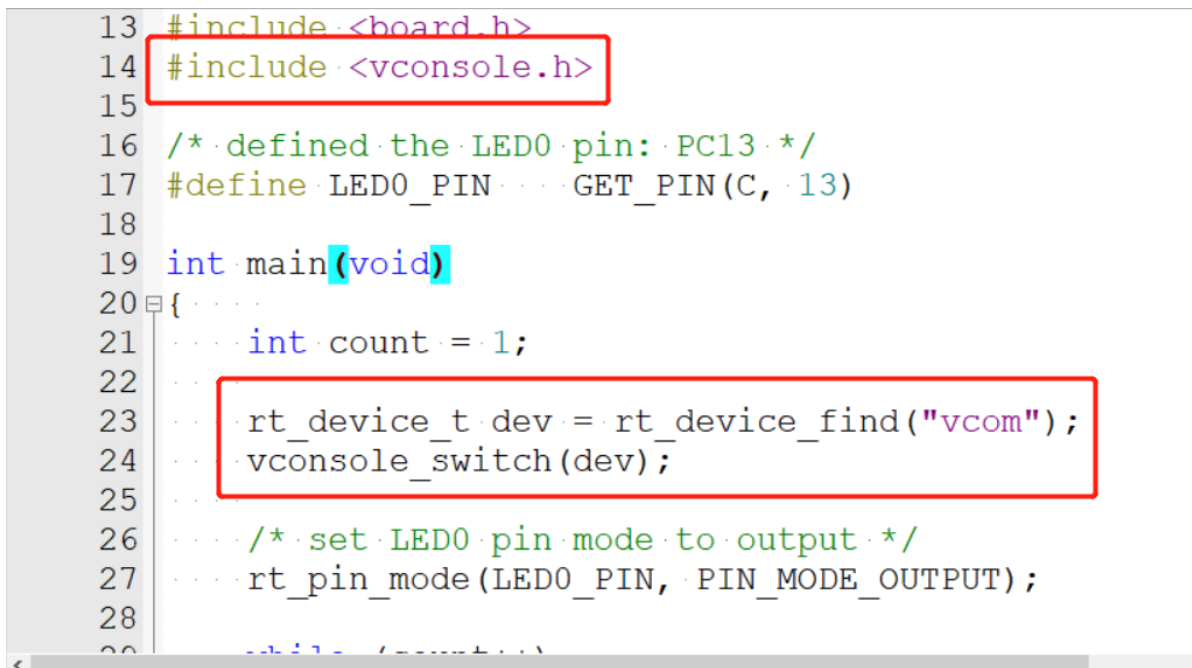 13 #include <board.h>
14 #include <vconsole.h>
15
16 /* defined the LED0 pin: PC13 */
17 #define LED0_PIN    GET_PIN(C, 13)
18
19 int main(void)
20 {
21     int count = 1;
22
23     rt_device_t dev = rt_device_find("vcom");
24     vconsole_switch(dev);
25
26     /* set LED0 pin mode to output */
27     rt_pin_mode(LED0_PIN, PIN_MODE_OUTPUT);
28